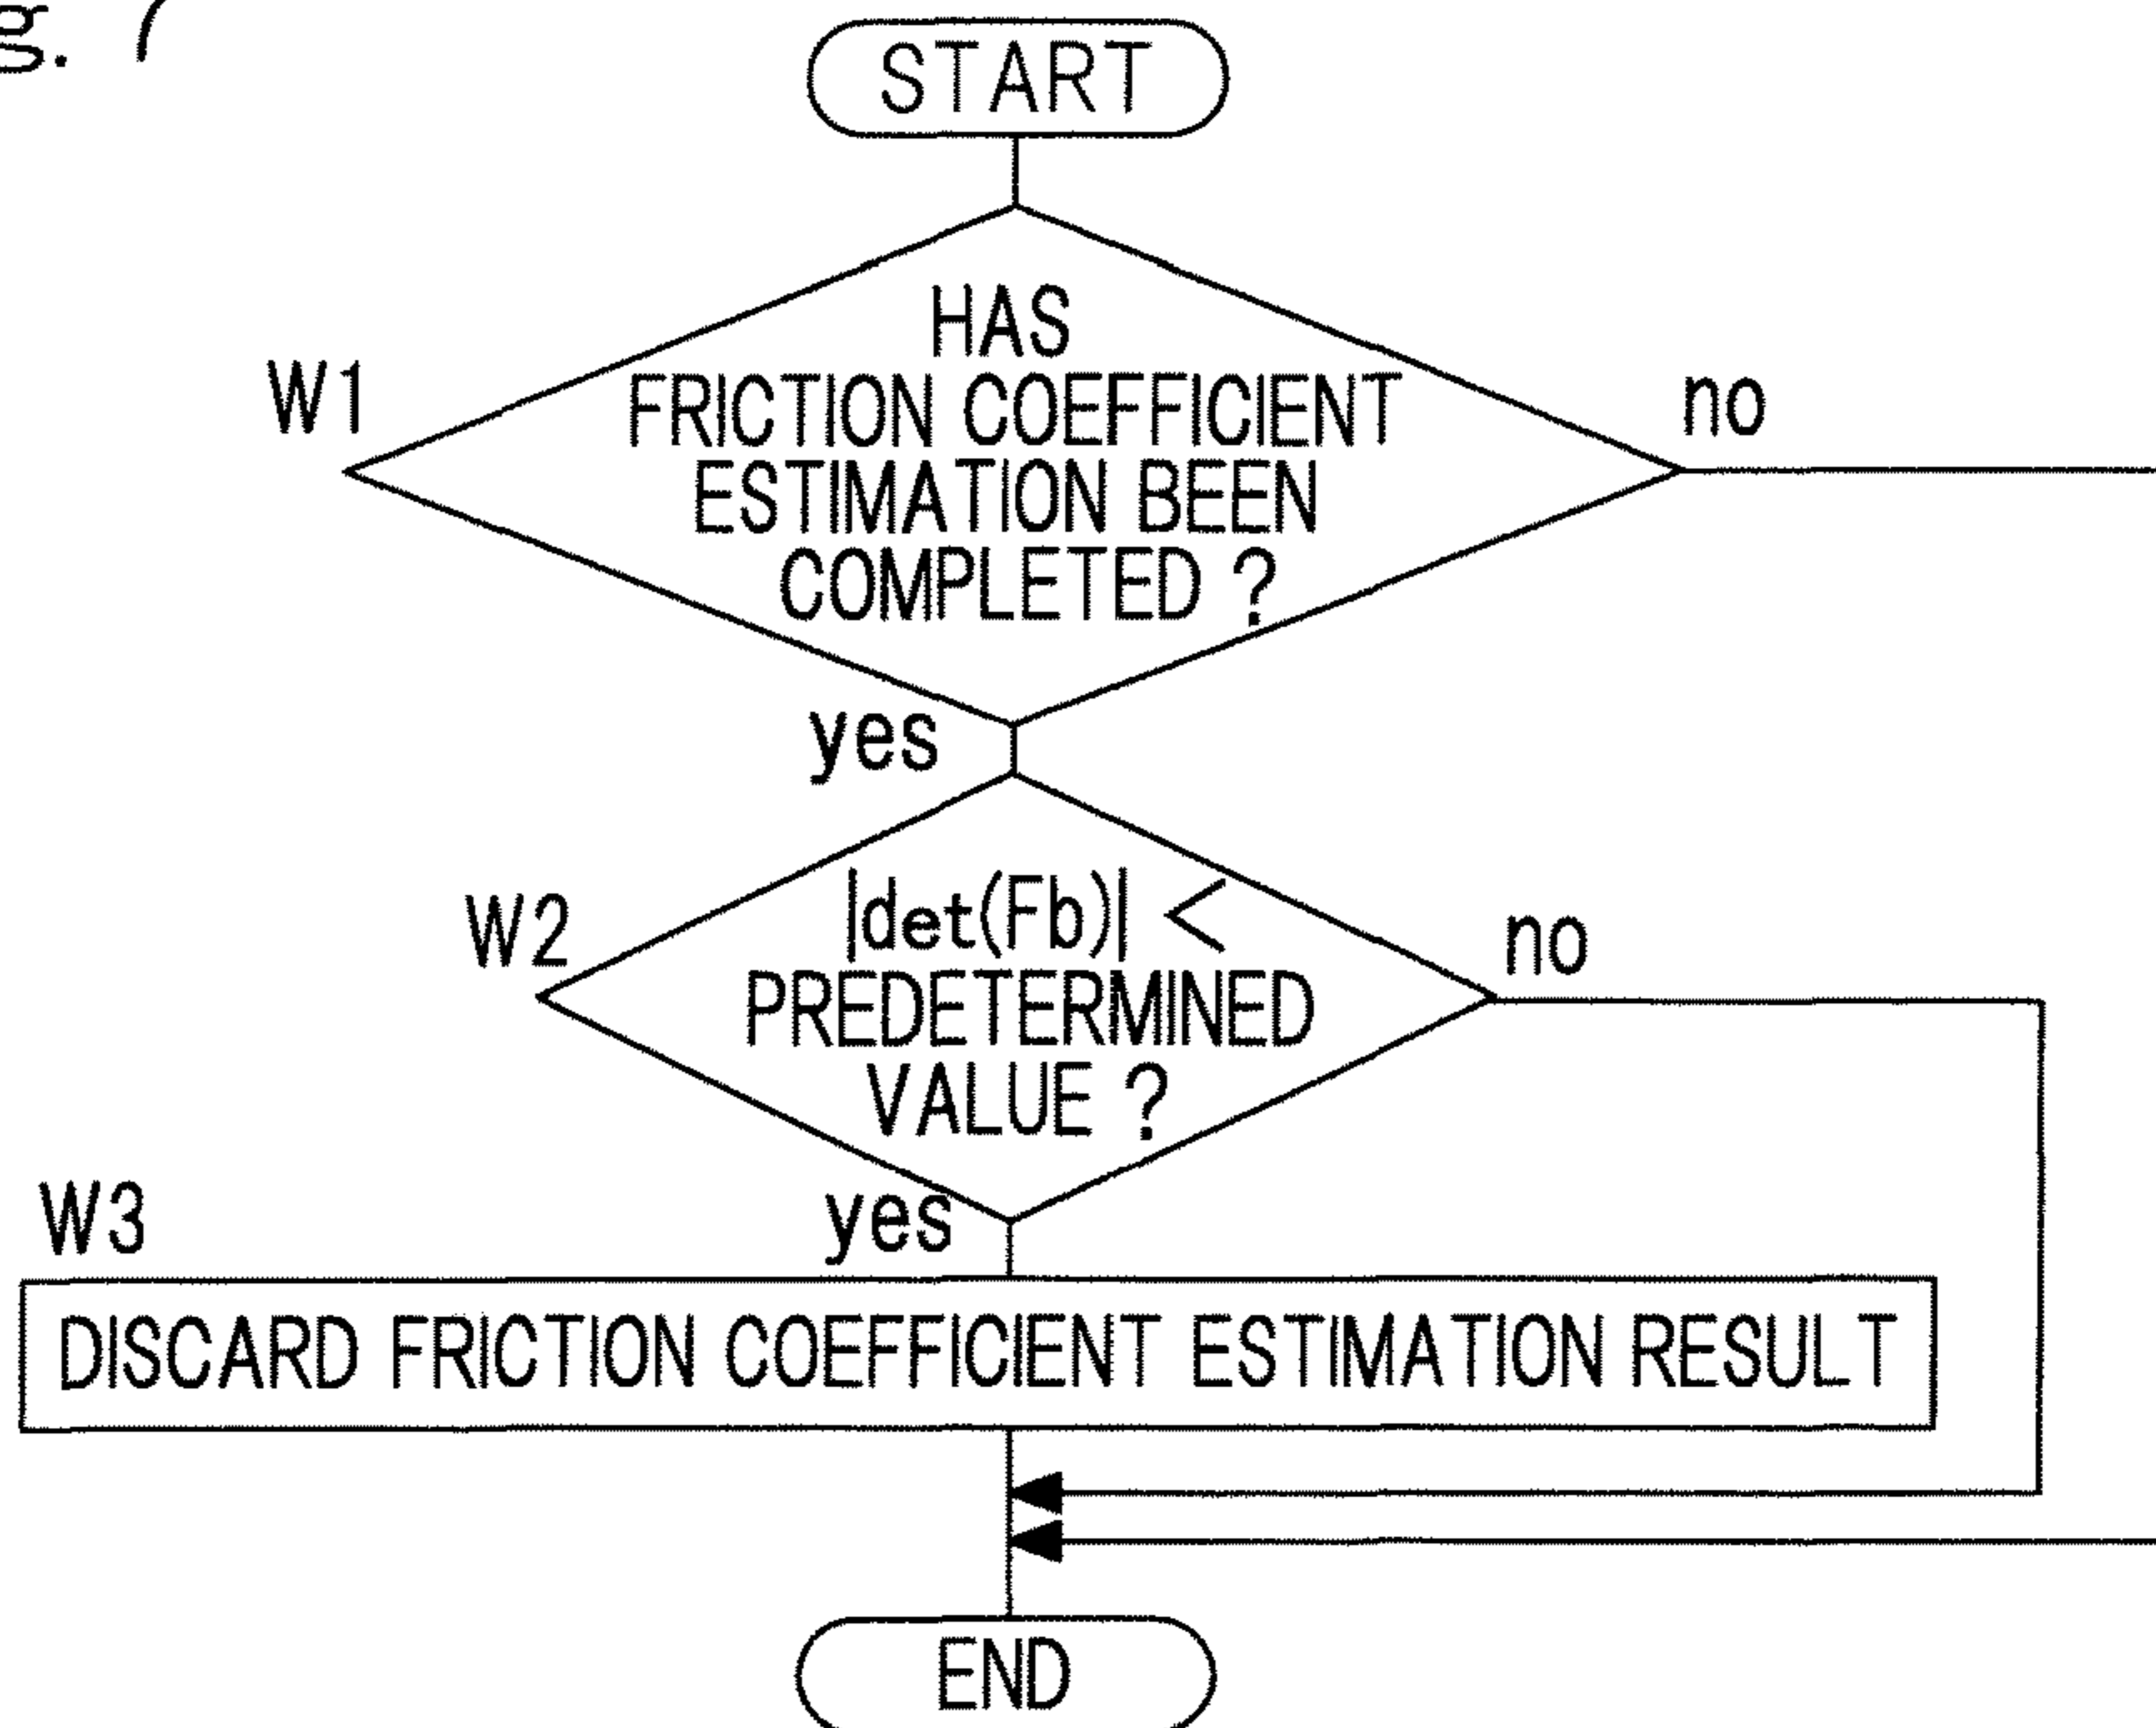 g. 7
START
W1
HAS
FRICTION COEFFICIENT
ESTIMATION BEEN
COMPLETED ?
no
yes
W2
|det(Fb)| <
PREDETERMINED
VALUE ?
no
yes
W3
DISCARD FRICTION COEFFICIENT ESTIMATION RESULT
END